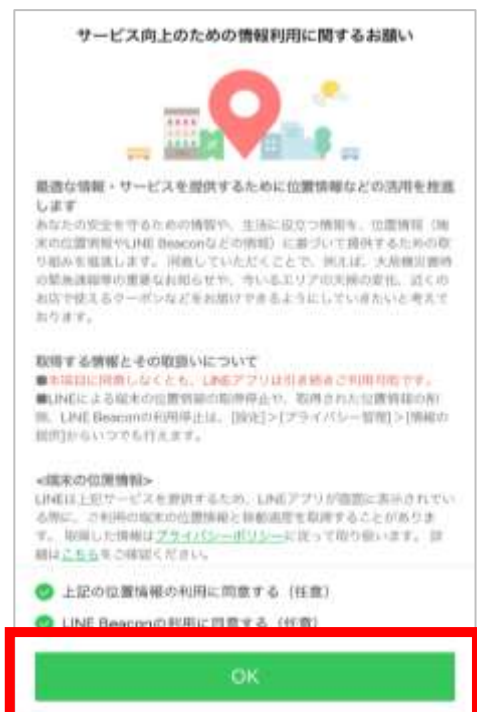 サービス向上のための情報利用に関するお願い
最適な情報・サービスを提供するために位置情報などの活用を推進
します
あなたの安全を守るための情報や、生活に役立つ情報を、位置情報（端
末の位置情報やLINE Beaconなどの情報）に基づいて提供するための取
り組みを推進します。同意していただくことで、例えば、大規模災害時
の緊急速報等の重要なお知らせや、今いるエリアの天候の変化、近くの
お店で使えるクーポンなどをお届けできるようにしていきたいと考えて
おります。
取得する情報とその取扱いについて
■本項目に同意しなくとも、LINEアプリは引き続きご利用可能です。
■LINEによる端末の位置情報の取得停止や、取得された位置情報の削
除、LINE Beaconの利用停止は、[設定]>[プライバシー管理]>[情報の
提供]からいつでも行えます。
<端末の位置情報>
LINEは上記サービスを提供するため、LINEアプリが画面に表示されてい
る際に、ご利用の端末の位置情報と移動速度を取得することがありま
す。取得した情報はプライバシーポリシーに従って取り扱います。詳
細はこちらをご確認ください。
上記の位置情報の利用に同意する（任意）
LINE Beaconの利用に同意する（任意）
OK